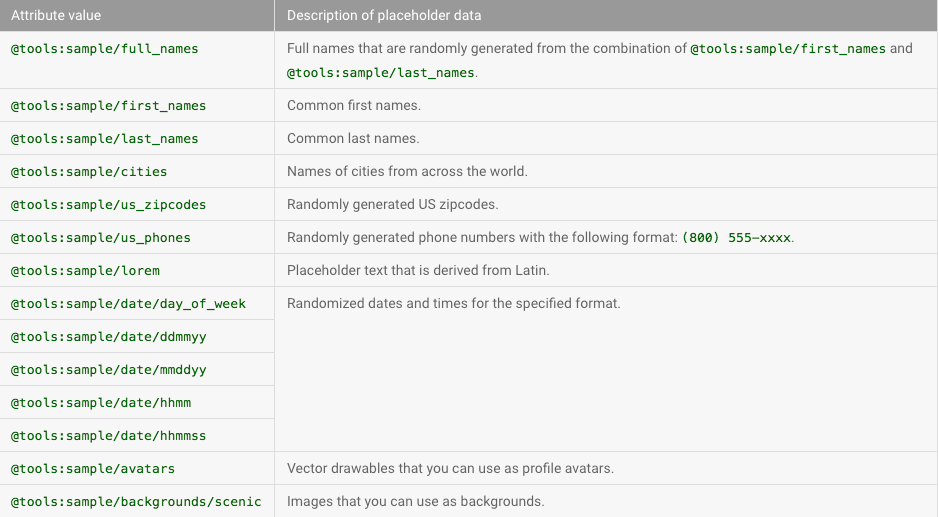 Attribute value Description of placeholder data
@tools:sample/full_names Full names that are randomly generated from the combination of @tools:sample/first_names and
@tools:sample/last_names.
@tools:sample/first_names Common first names.
@tools:sample/last_names Common last names.
@tools:sample/cities Names of cities from across the world.
@tools:sample/us_zipcodes Randomly generated US zipcodes.
@tools:sample/us_phones Randomly generated phone numbers with the following format: (800) 555-xxxx.
@tools:sample/lorem Placeholder text that is derived from Latin.
@tools:sample/date/day_of_week Randomized dates and times for the specified format.
@tools:sample/date/ddmmyy
@tools:sample/date/mmddyy
@tools:sample/date/hhmm
@tools:sample/date/hhmmss
@tools:sample/avatars Vector drawables that you can use as profile avatars.
@tools:sample/backgrounds/scenic Images that you can use as backgrounds.